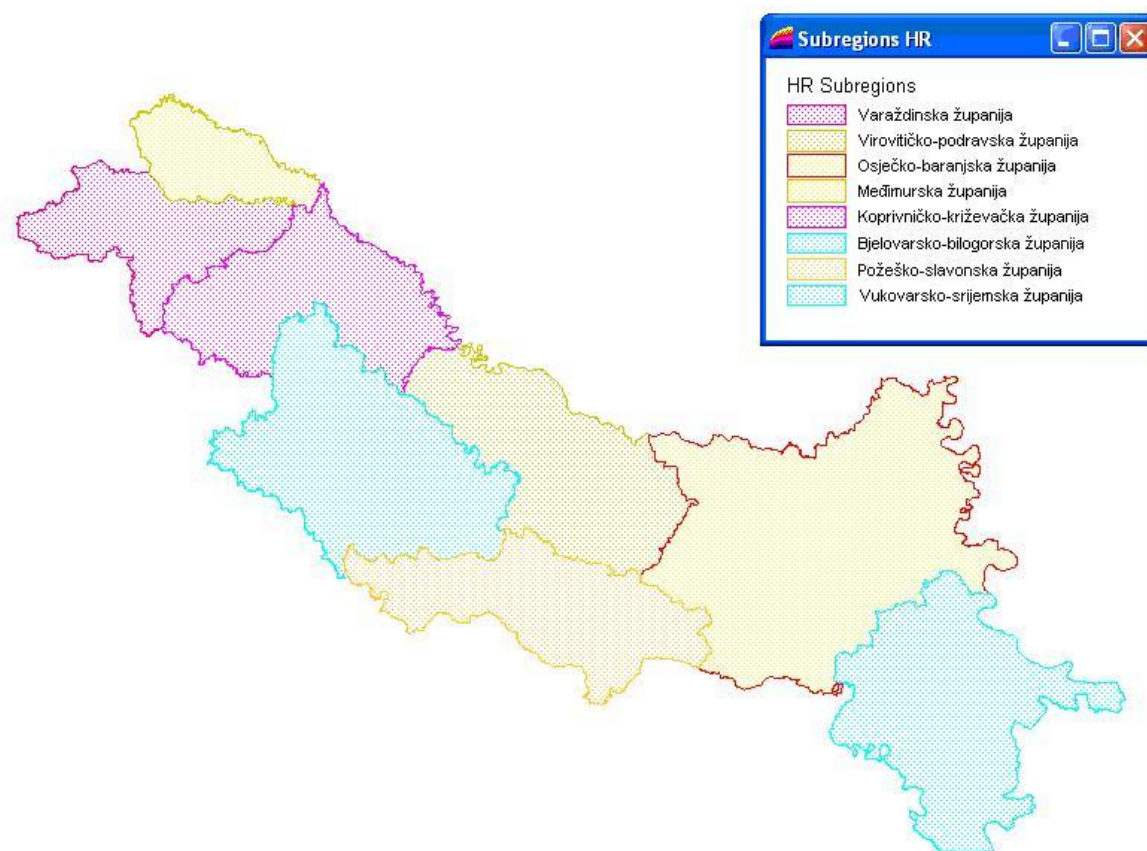 Subregions HR
HR Subregions
Varaždinska županija
Virovitičko-podravska županija
Osječko-baranjska županija
Međimurska županija
Koprivničko-križevačka županija
Bjelovarsko-bilogorska županija
Požeško-slavonska županija
Vukovarsko-srijemska županija